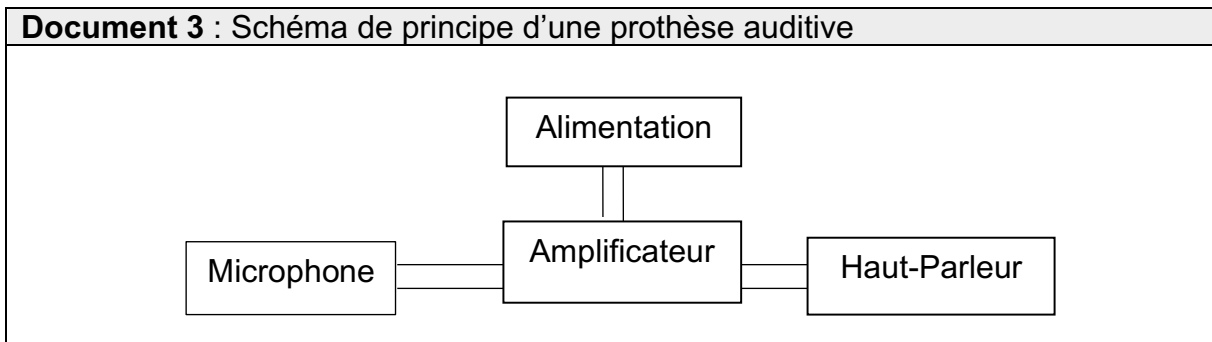 Document 3 : Schéma de principe d’une prothèse auditive
Alimentation
Microphone
Amplificateur
Haut-Parleur